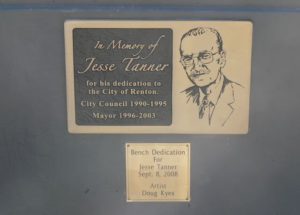 In Memory of
Jesse Tanner
for his dedication to
the City of Renton.
City Council 1990-1995
Mayor 1996-2003
Bench Dedication
For
Jesse Tanner
Sept. 8, 2008
Artist
Doug Kyes